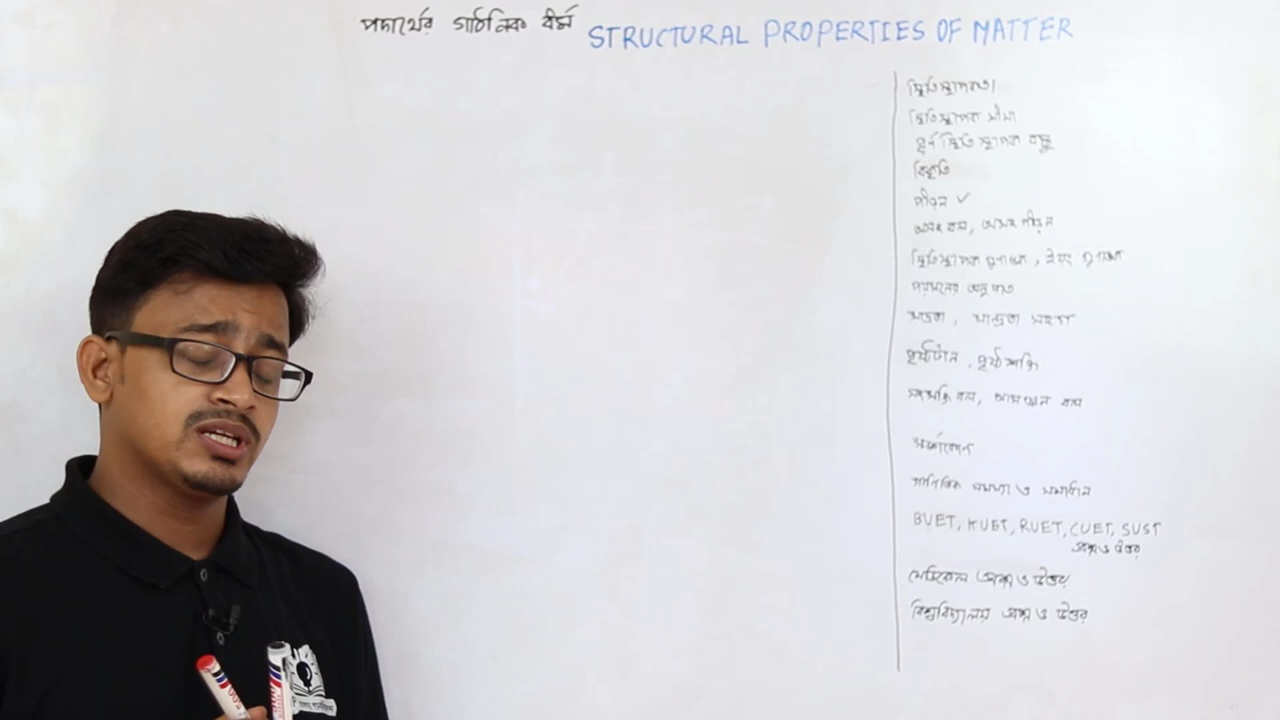 পদার্থের গাঠনিক ধর্ম STRUCTURAL PROPERTIES OF MATTER
স্থিতিস্থাপকতা
স্থিতিস্থাপক সীমা
পূর্ণ স্থিতিস্থাপক বস্তু
বিকৃতি
পীড়ন ✓
অসহ বল, অসহ পীড়ন
স্থিতিস্থাপক গুণাঙ্ক, ইয়ং গুণাঙ্ক
পয়সনের অনুপাত
সান্দ্রতা, সান্দ্রতা সহগ
পৃষ্ঠটান, পৃষ্ঠশক্তি
সংসক্তি বল, আসঞ্জন বল
স্পর্শকোণ
গাণিতিক সমস্যা ও সমাধান
BUET, KUET, RUET, CUET, SUST
প্রশ্ন ও উত্তর
মেডিকেল প্রশ্ন ও উত্তর
বিশ্ববিদ্যালয় প্রশ্ন ও উত্তর